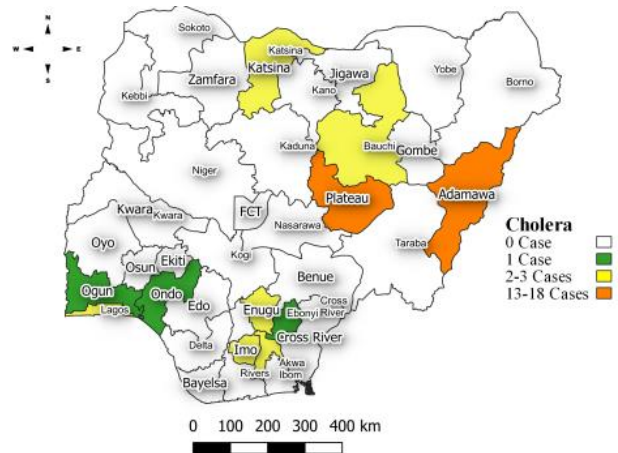 N
W E
S
Sokoto
Katsina
Katsina
Zamfara
Jigawa
Yobe
Borno
Kebbi
Kano
Kaduna
Bauchi
Gombe
Niger
Plateau
Adamawa
Kwara
Kwara
FCT
Nasarawa
Taraba
Oyo
Osun
Ekiti
Kogi
Benue
Ogun
Ondo
Edo
Lagos
Enugu
Ebonyi
Cross
River
Cross River
Delta
Imo
Rivers
Akwa
Ibom
Bayelsa
Cholera
0 Case
1 Case
2-3 Cases
13-18 Cases
0 100 200 300 400 km